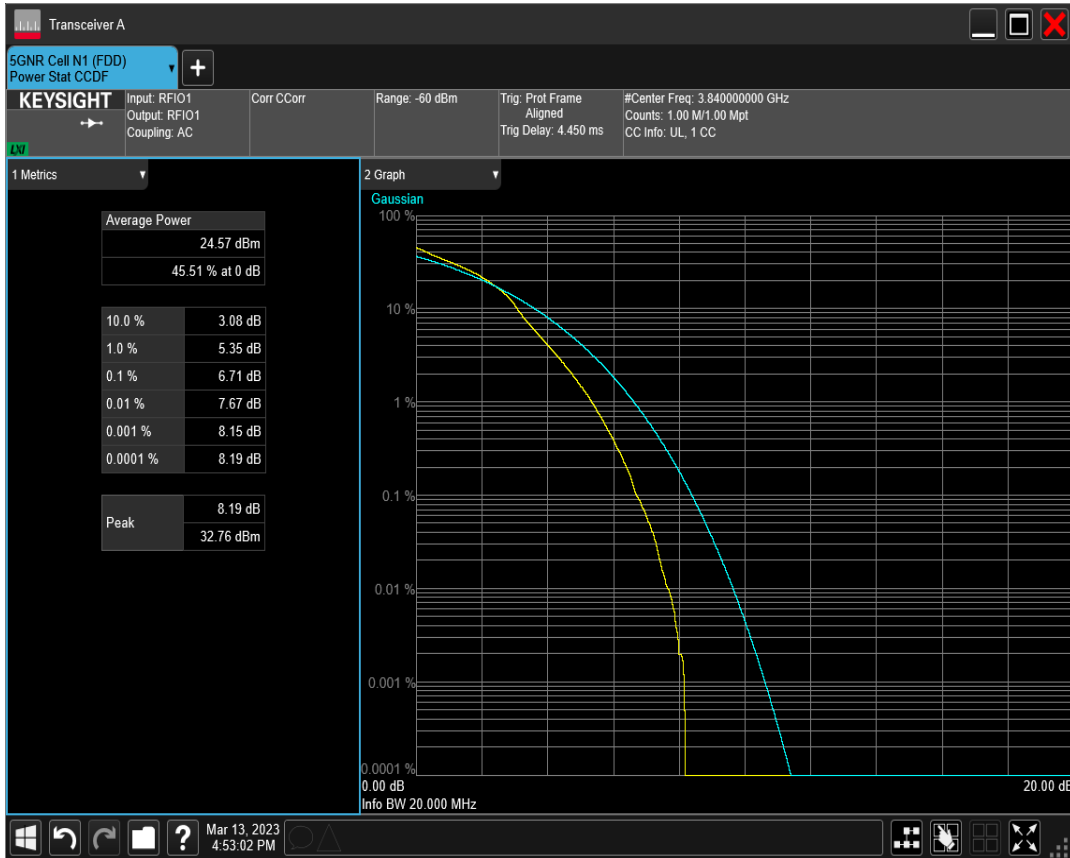 Transceiver A
5GNR Cell N1 (FDD)
Power Stat CCDF
+
KEYSIGHT
LXI
Input: RFIO1
Output: RFIO1
Coupling: AC
Corr CCorr
Range: -60 dBm
Trig: Prot Frame
Aligned
Trig Delay: 4.450 ms
#Center Freq: 3.840000000 GHz
Counts: 1.00 M/1.00 Mpt
CC Info: UL, 1 CC
1 Metrics
Average Power
24.57 dBm
45.51 % at 0 dB
10.0 % 3.08 dB
1.0 % 5.35 dB
0.1 % 6.71 dB
0.01 % 7.67 dB
0.001 % 8.15 dB
0.0001 % 8.19 dB
Peak
8.19 dB
32.76 dBm
2 Graph
Gaussian
100 %
10 %
1 %
0.1 %
0.01 %
0.001 %
0.0001 %
0.00 dB 20.00 dB
Info BW 20.000 MHz
?
Mar 13, 2023
4:53:02 PM